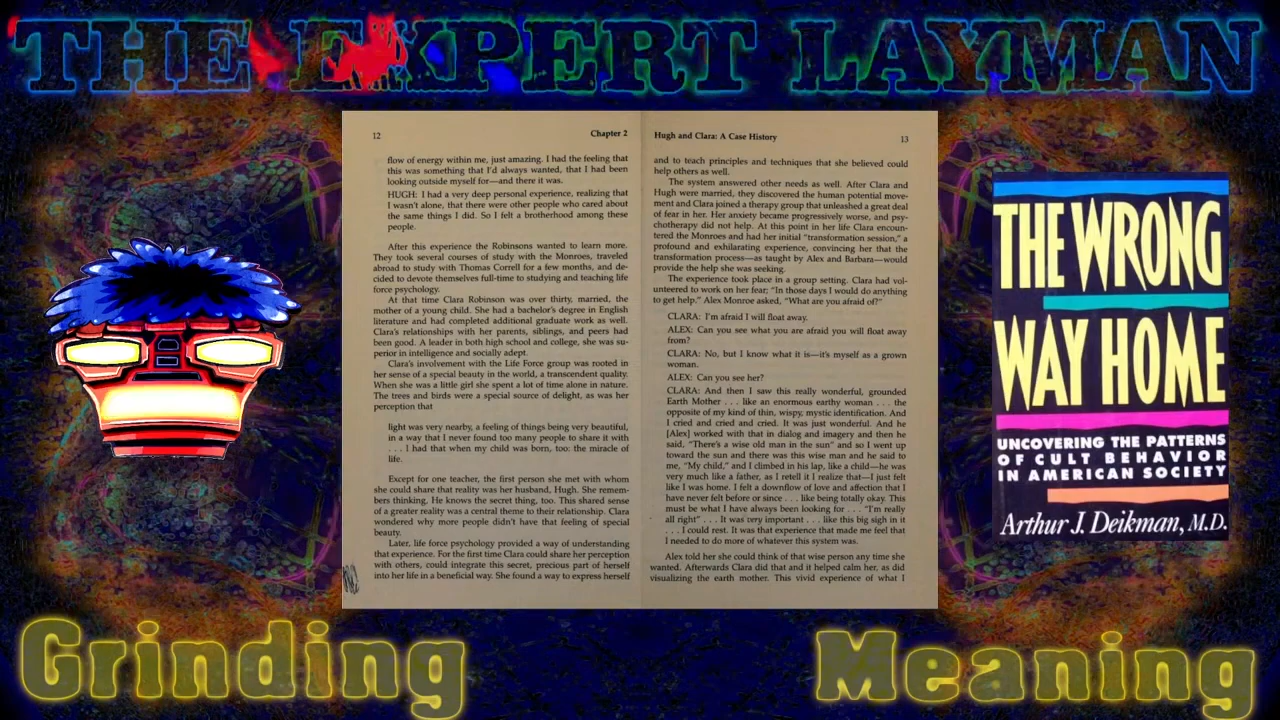 THE EXPERT LAYMAN
12
Chapter 2
flow of energy within me, just amazing. I had the feeling that
this was something that I'd always wanted, that I had been
looking outside myself for—and there it was.
HUGH: I had a very deep personal experience, realizing that
I wasn't alone, that there were other people who cared about
the same things I did. So I felt a brotherhood among these
people.
After this experience the Robinsons wanted to learn more.
They took several courses of study with the Monroes, traveled
abroad to study with Thomas Correll for a few months, and de-
cided to devote themselves full-time to studying and teaching life
force psychology.
At that time Clara Robinson was over thirty, married, the
mother of a young child. She had a bachelor's degree in English
literature and had completed additional graduate work as well.
Clara's relationships with her parents, siblings, and peers had
been good. A leader in both high school and college, she was su-
perior in intelligence and socially adept.
Clara's involvement with the Life Force group was rooted in
her sense of a special beauty in the world, a transcendent quality.
When she was a little girl she spent a lot of time alone in nature.
The trees and birds were a special source of delight, as was her
perception that
light was very nearby, a feeling of things being very beautiful,
in a way that I never found too many people to share it with
. . . I had that when my child was born, too: the miracle of
life.
Except for one teacher, the first person she met with whom
she could share that reality was her husband, Hugh. She remem-
bers thinking, He knows the secret thing, too. This shared sense
of a greater reality was a central theme to their relationship. Clara
wondered why more people didn't have that feeling of special
beauty.
Later, life force psychology provided a way of understanding
that experience. For the first time Clara could share her perception
with others, could integrate this secret, precious part of herself
into her life in a beneficial way. She found a way to express herself
Hugh and Clara: A Case History
13
and to teach principles and techniques that she believed could
help others as well.
The system answered other needs as well. After Clara and
Hugh were married, they discovered the human potential move-
ment and Clara joined a therapy group that unleashed a great deal
of fear in her. Her anxiety became progressively worse, and psy-
chotherapy did not help. At this point in her life Clara encoun-
tered the Monroes and had her initial "transformation session," a
profound and exhilarating experience, convincing her that the
transformation process—as taught by Alex and Barbara—would
provide the help she was seeking.
The experience took place in a group setting. Clara had vol-
unteered to work on her fear; "In those days I would do anything
to get help." Alex Monroe asked, "What are you afraid of?"
CLARA: I'm afraid I will float away.
ALEX: Can you see what you are afraid you will float away
from?
CLARA: No, but I know what it is—it's myself as a grown
woman.
ALEX: Can you see her?
CLARA: And then I saw this really wonderful, grounded
Earth Mother . . . like an enormous earthy woman . . . the
opposite of my kind of thin, wispy, mystic identification. And
I cried and cried and cried. It was just wonderful. And he
[Alex] worked with that in dialog and imagery and then he
said, "There's a wise old man in the sun" and so I went up
toward the sun and there was this wise man and he said to
me, "My child," and I climbed in his lap, like a child—he was
very much like a father, as I retell it I realize that—I just felt
like I was home. I felt a downflow of love and affection that I
have never felt before or since . . . like being totally okay. This
must be what I have always been looking for . . . "I'm really
all right" . . . It was very important . . . like this big sigh in it
. . . I could rest. It was that experience that made me feel that
I needed to do more of whatever this system was.
Alex told her she could think of that wise person any time she
wanted. Afterwards Clara did that and it helped calm her, as did
visualizing the earth mother. This vivid experience of what I
THE WRONG
WAY HOME
UNCOVERING THE PATTERNS
OF CULT BEHAVIOR
IN AMERICAN SOCIETY
Arthur J. Deikman, M.D.
Grinding
Meaning